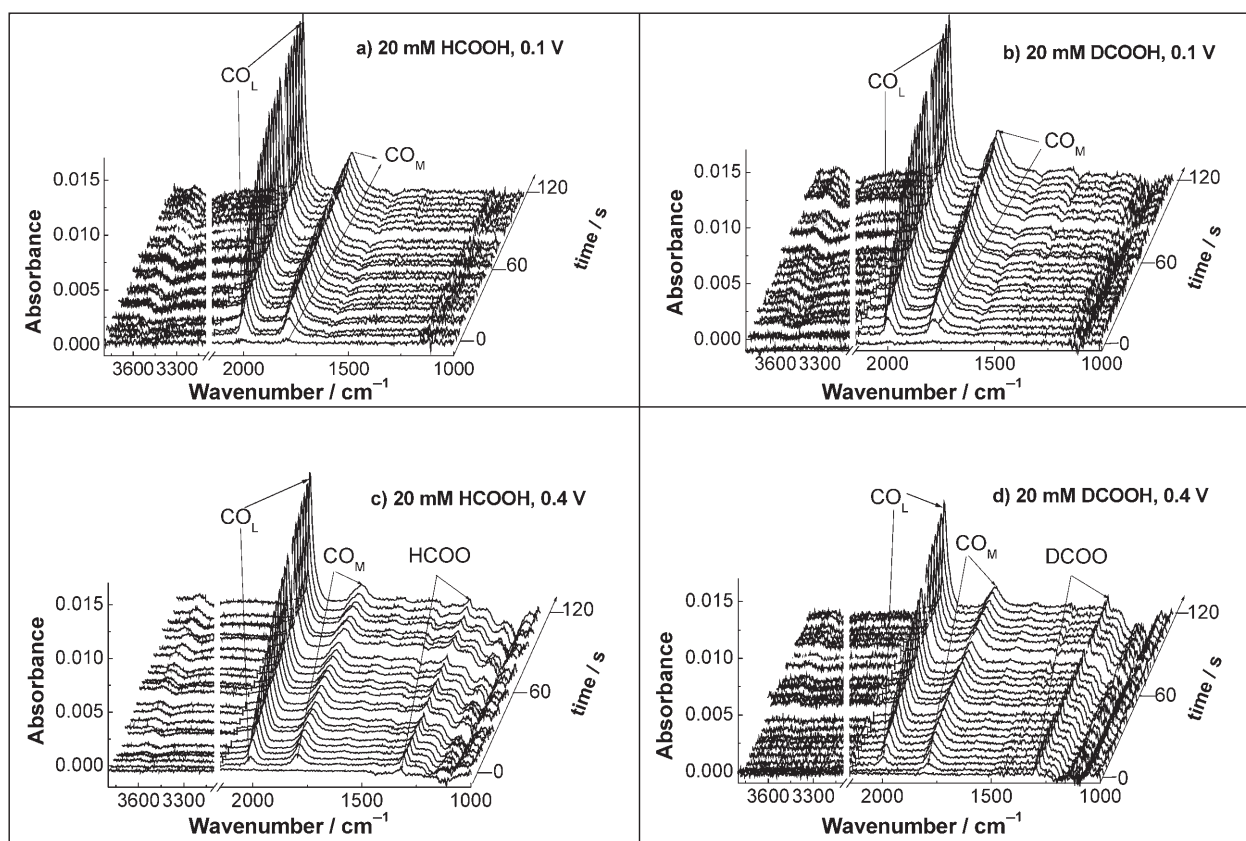 a) 20 mM HCOOH, 0.1 V
CO_L
CO_M
0.015
0.010
0.005
0.000
Absorbance
3600 3300 2000 1500 1000
Wavenumber / cm⁻¹
0
60
120
time / s
b) 20 mM DCOOH, 0.1 V
CO_L
CO_M
0.015
0.010
0.005
0.000
Absorbance
3600 3300 2000 1500 1000
Wavenumber / cm⁻¹
0
60
120
time / s
c) 20 mM HCOOH, 0.4 V
CO_L
CO_M
HCOO
0.015
0.010
0.005
0.000
Absorbance
3600 3300 2000 1500 1000
Wavenumber / cm⁻¹
0
60
120
time / s
d) 20 mM DCOOH, 0.4 V
CO_L
CO_M
DCOO
0.015
0.010
0.005
0.000
Absorbance
3600 3300 2000 1500 1000
Wavenumber / cm⁻¹
0
60
120
time / s